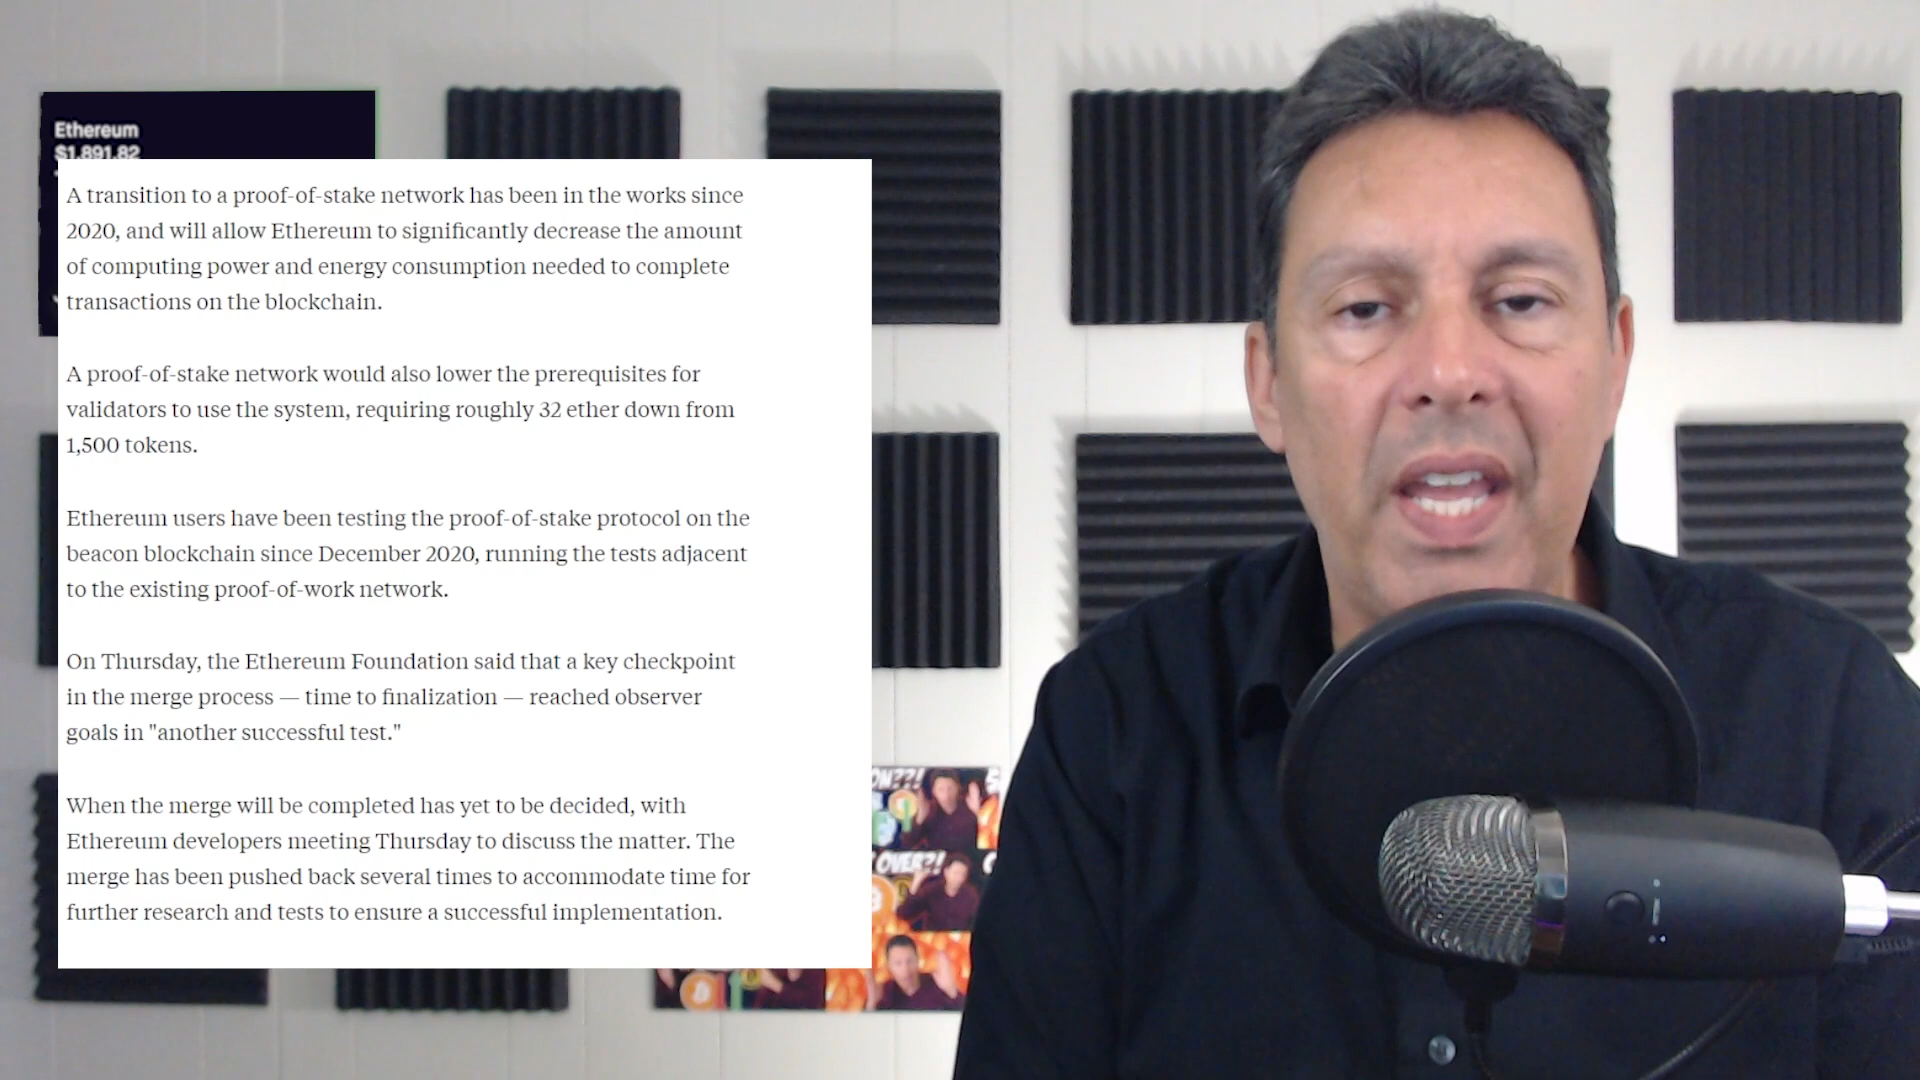 Ethereum
$1,891.82
A transition to a proof-of-stake network has been in the works since
2020, and will allow Ethereum to significantly decrease the amount
of computing power and energy consumption needed to complete
transactions on the blockchain.
A proof-of-stake network would also lower the prerequisites for
validators to use the system, requiring roughly 32 ether down from
1,500 tokens.
Ethereum users have been testing the proof-of-stake protocol on the
beacon blockchain since December 2020, running the tests adjacent
to the existing proof-of-work network.
On Thursday, the Ethereum Foundation said that a key checkpoint
in the merge process — time to finalization — reached observer
goals in "another successful test."
When the merge will be completed has yet to be decided, with
Ethereum developers meeting Thursday to discuss the matter. The
merge has been pushed back several times to accommodate time for
further research and tests to ensure a successful implementation.
OVER?!